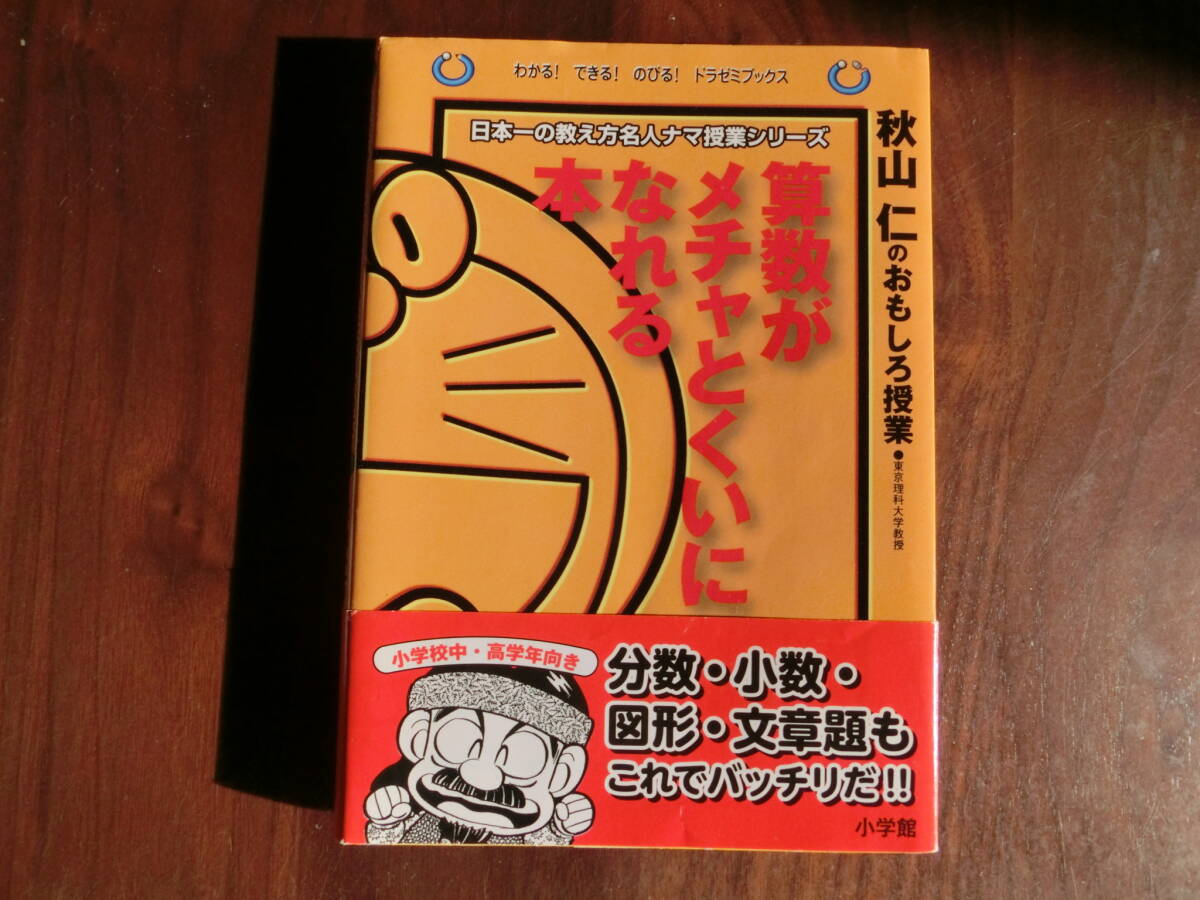 わかる! できる! のびる! ドラゼミブックス
日本一の教え方名人ナマ授業シリーズ
算数が
メチャとくいに
なれる
本
秋山 仁のおもしろ授業●東京理科大学教授
小学校中・高学年向き
分数・小数・
図形・文章題も
これでバッチリだ!!
小学館